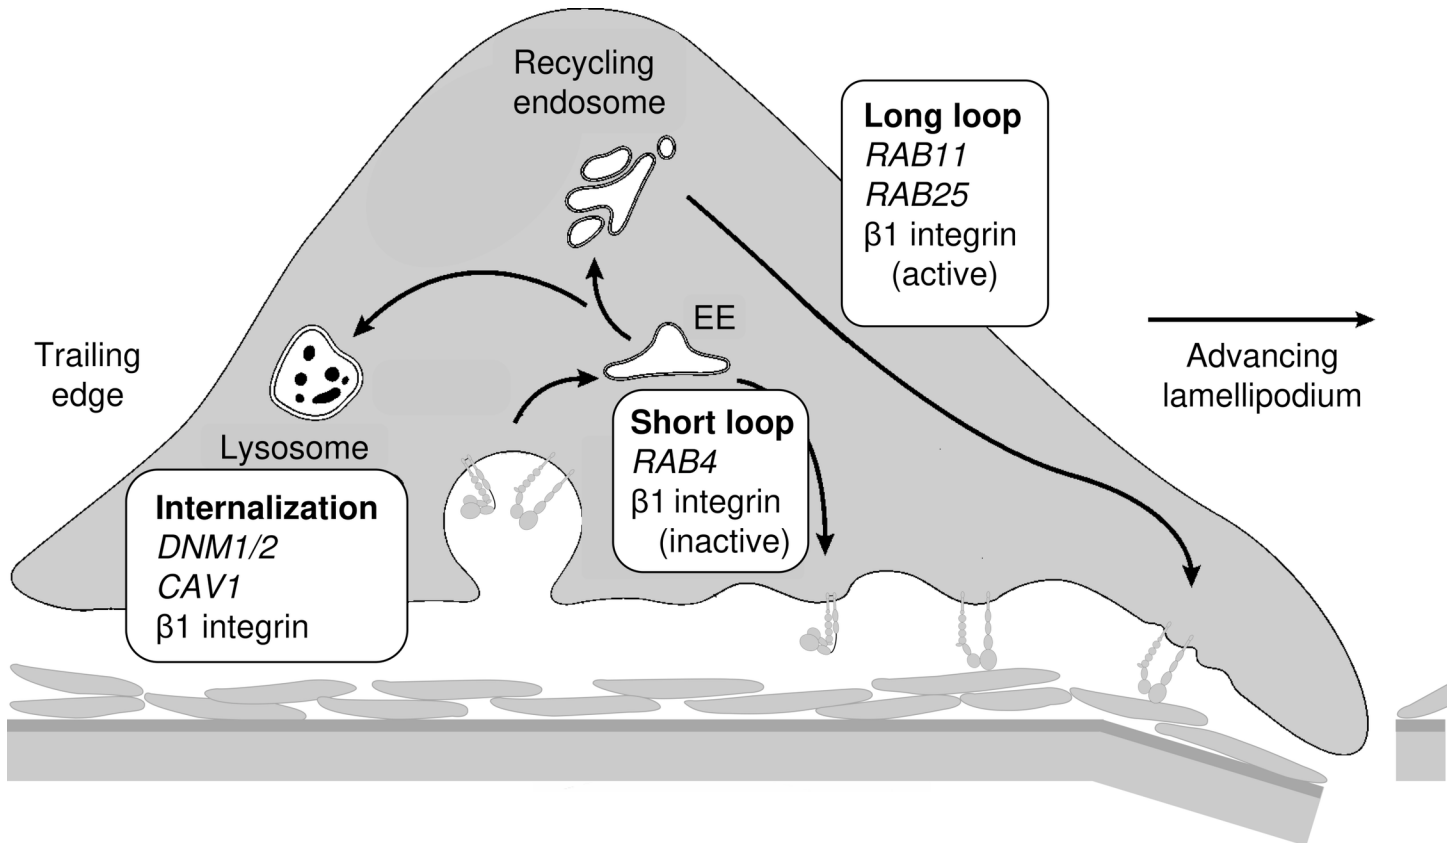 Recycling
endosome
Long loop
RAB11
RAB25
β1 integrin
(active)
EE
Trailing
edge
Advancing
lamellipodium
Lysosome
Short loop
RAB4
β1 integrin
(inactive)
Internalization
DNM1/2
CAV1
β1 integrin